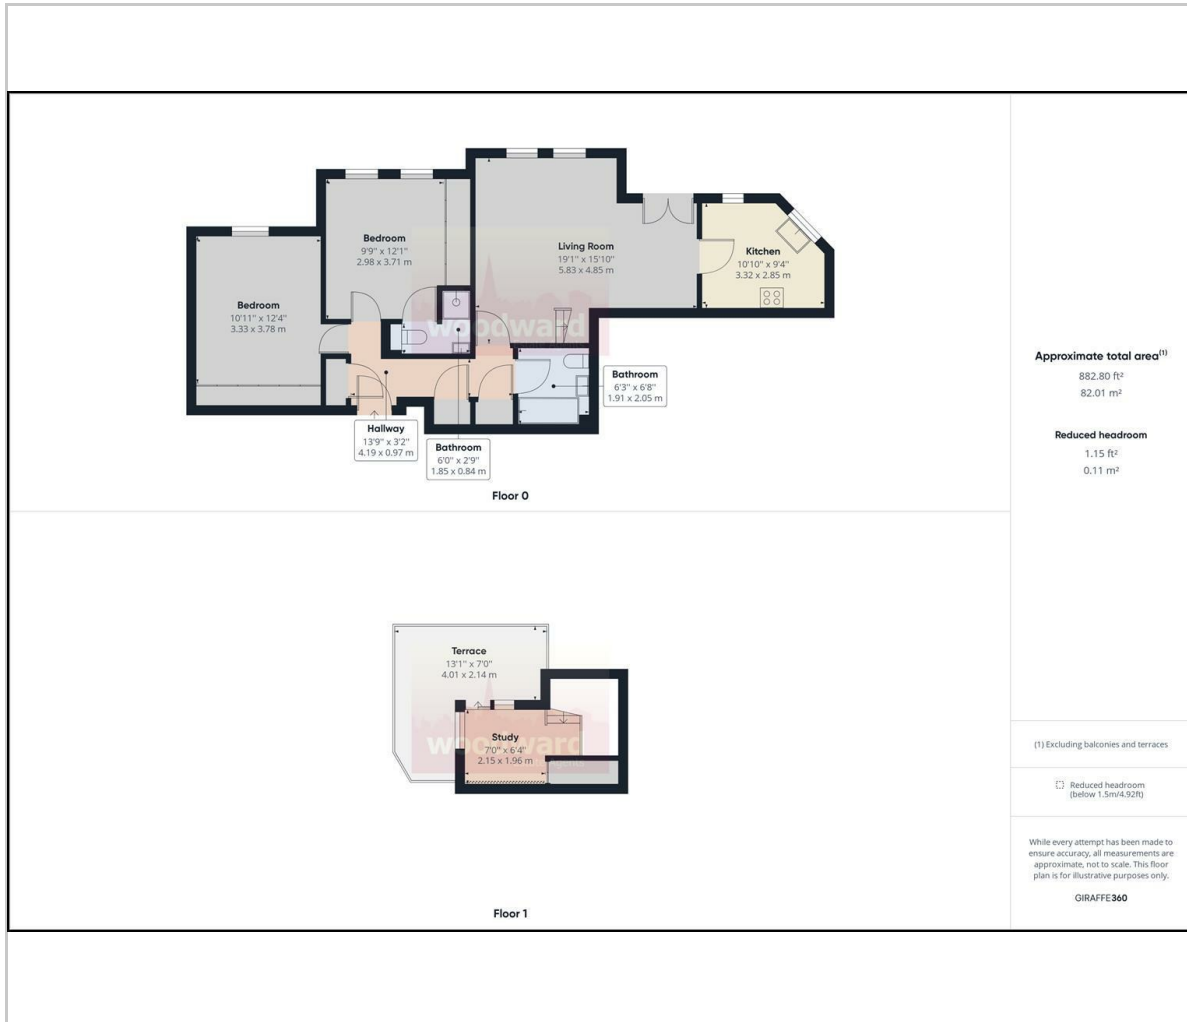 Bedroom
10'11" x 12'4"
3.33 x 3.78 m
Bedroom
9'9" x 12'1"
2.98 x 3.71 m
Living Room
19'1" x 15'10"
5.83 x 4.85 m
Kitchen
10'10" x 9'4"
3.32 x 2.85 m
woodward
Hallway
13'9" x 3'2"
4.19 x 0.97 m
Bathroom
6'0" x 2'9"
1.85 x 0.84 m
Bathroom
6'3" x 6'8"
1.91 x 2.05 m
Floor 0
Terrace
13'1" x 7'0"
4.01 x 2.14 m
Study
7'0" x 6'4"
2.15 x 1.96 m
woodward
Floor 1
Approximate total area(1)
882.80 ft²
82.01 m²
Reduced headroom
1.15 ft²
0.11 m²
(1) Excluding balconies and terraces
Reduced headroom
(below 1.5m/4.92ft)
While every attempt has been made to
ensure accuracy, all measurements are
approximate, not to scale. This floor
plan is for illustrative purposes only.
GIRAFFE360